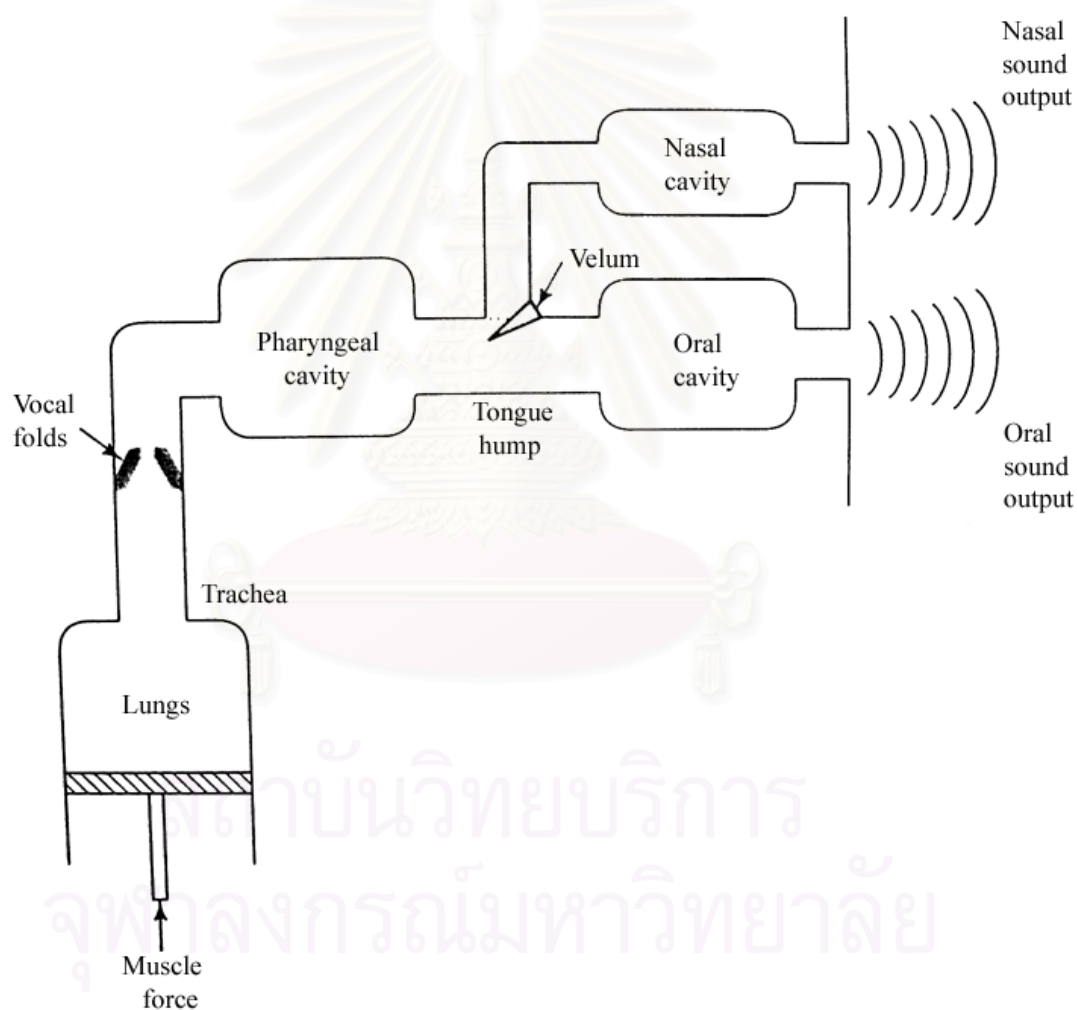 Nasal
sound
output
Nasal
cavity
Velum
Pharyngeal
cavity
Oral
cavity
Vocal
folds
Tongue
hump
Oral
sound
output
Trachea
Lungs
สถาบันวิทยบริการ
จุฬาลงกรณ์มหาวิทยาลัย
Muscle
force